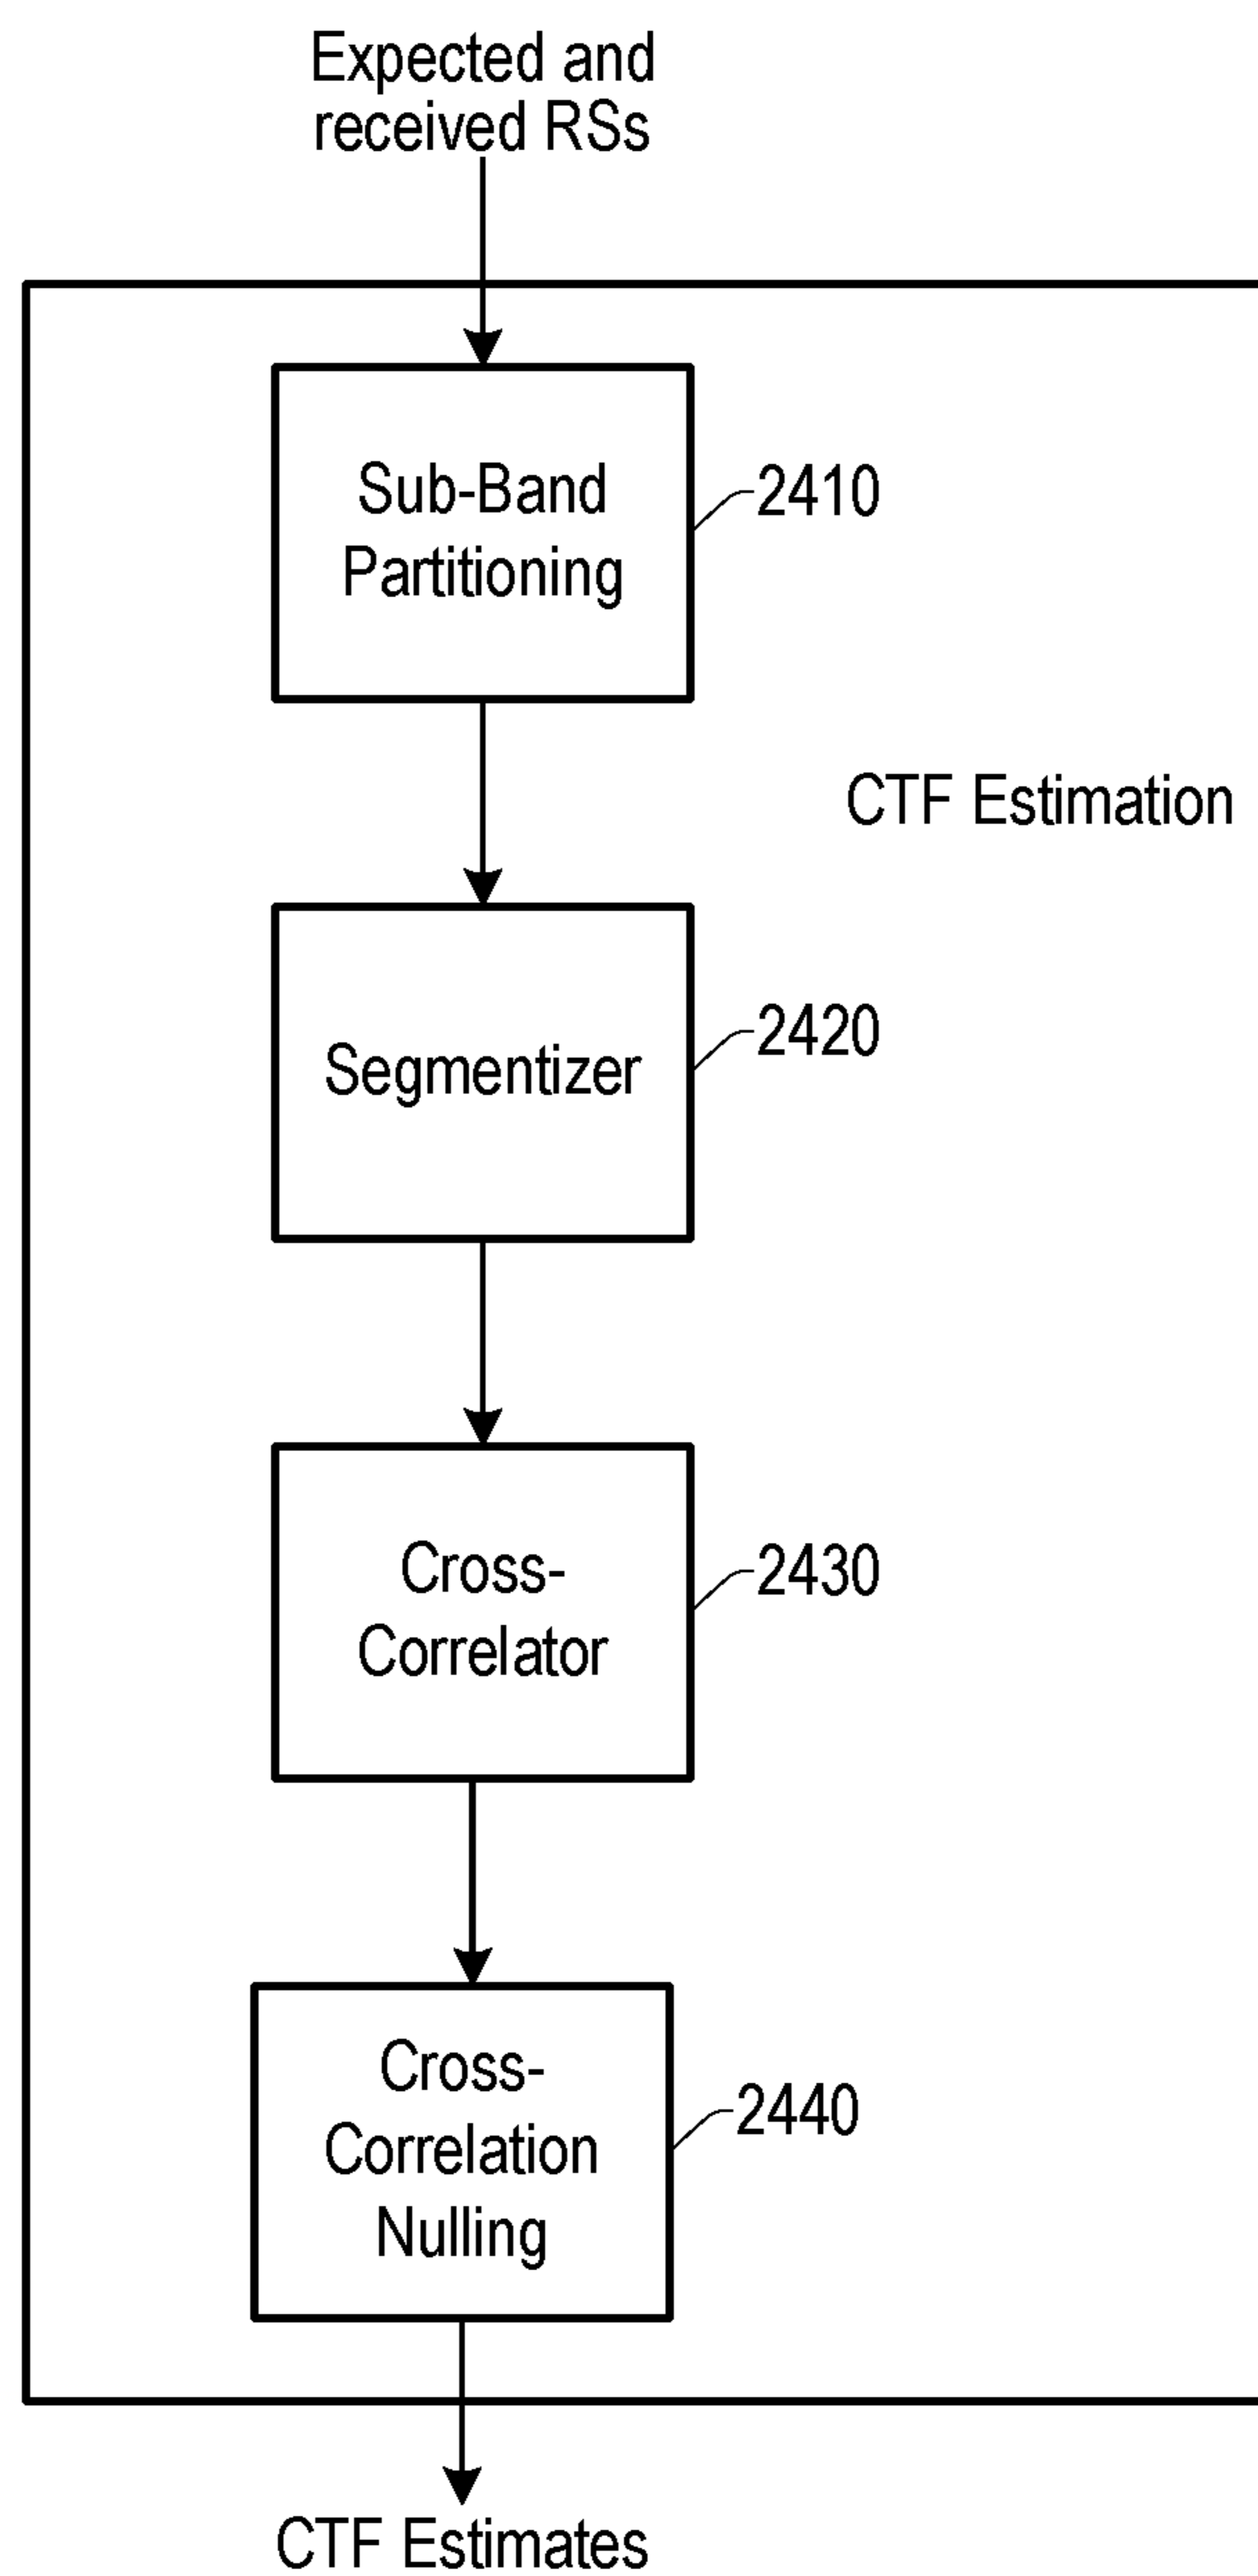 Expected and
received RSs
Sub-Band
Partitioning
2410
CTF Estimation
Segmentizer
2420
Cross-
Correlator
2430
Cross-
Correlation
Nulling
2440
CTF Estimates